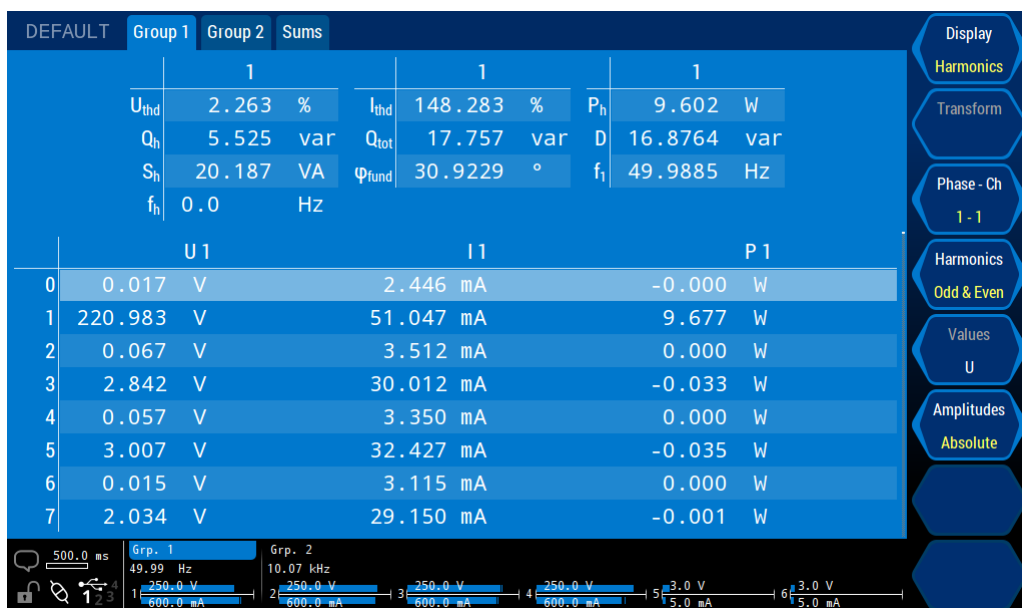 DEFAULT Group 1 Group 2 Sums
1 1 1
Uthd 2.263 % Ithd 148.283 % Ph 9.602 W
Qh 5.525 var Qtot 17.757 var D 16.8764 var
Sh 20.187 VA φfund 30.9229 ° f1 49.9885 Hz
fh 0.0 Hz
U 1 I 1 P 1
0 0.017 V 2.446 mA -0.000 W
1 220.983 V 51.047 mA 9.677 W
2 0.067 V 3.512 mA 0.000 W
3 2.842 V 30.012 mA -0.033 W
4 0.057 V 3.350 mA 0.000 W
5 3.007 V 32.427 mA -0.035 W
6 0.015 V 3.115 mA 0.000 W
7 2.034 V 29.150 mA -0.001 W
Display
Harmonics
Transform
Phase - Ch
1 - 1
Harmonics
Odd & Even
Values
U
Amplitudes
Absolute
500.0 ms Grp. 1 Grp. 2
49.99 Hz 10.07 kHz
1 2 3 4
1 250.0 V 2 250.0 V 3 250.0 V 4 250.0 V 5 3.0 V 6 3.0 V
600.0 mA 600.0 mA 600.0 mA 600.0 mA 5.0 mA 5.0 mA